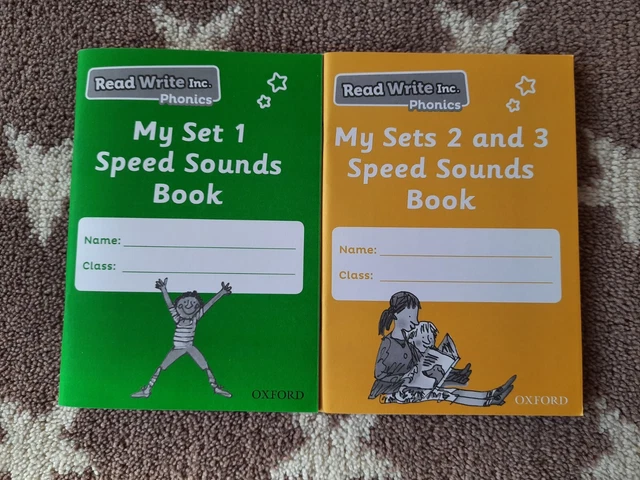 Read Write Inc.
Phonics
My Set 1
Speed Sounds
Book
Name:
Class:
OXFORD
Read Write Inc.
Phonics
My Sets 2 and 3
Speed Sounds
Book
Name:
Class:
OXFORD